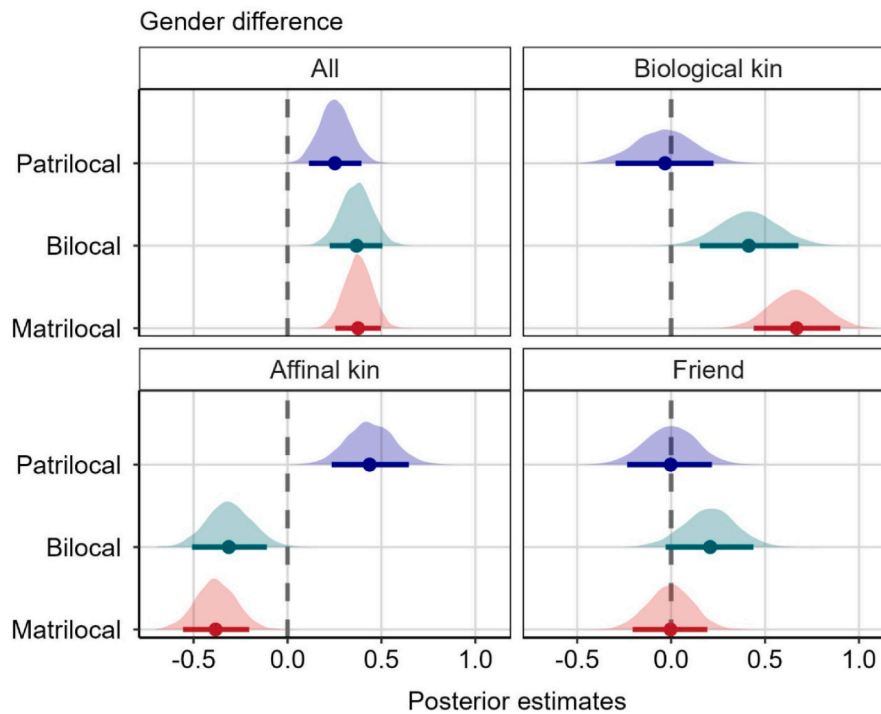 Gender difference
All
Biological kin
Patrilocal
Bilocal
Matrilocal
Affinal kin
Friend
Patrilocal
Bilocal
Matrilocal
-0.5 0.0 0.5 1.0 -0.5 0.0 0.5 1.0
Posterior estimates